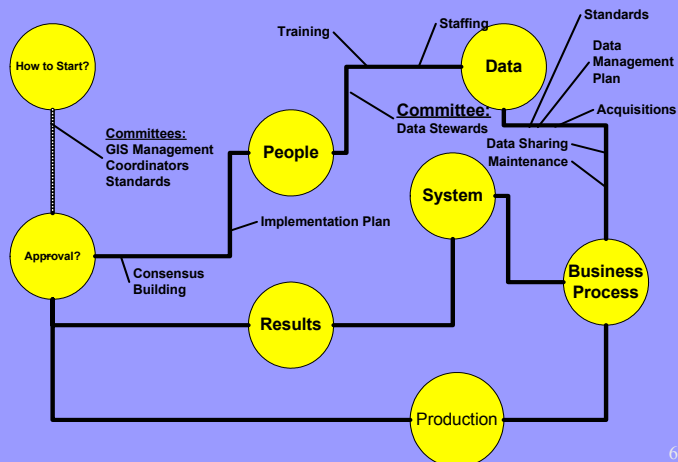 How to Start?
Committees:
GIS Management
Coordinators
Standards
Approval?
Consensus
Building
Implementation Plan
People
Training
Staffing
Committee:
Data Stewards
Data
Standards
Data
Management
Plan
Acquisitions
Data Sharing
Maintenance
System
Business
Process
Results
Production
6